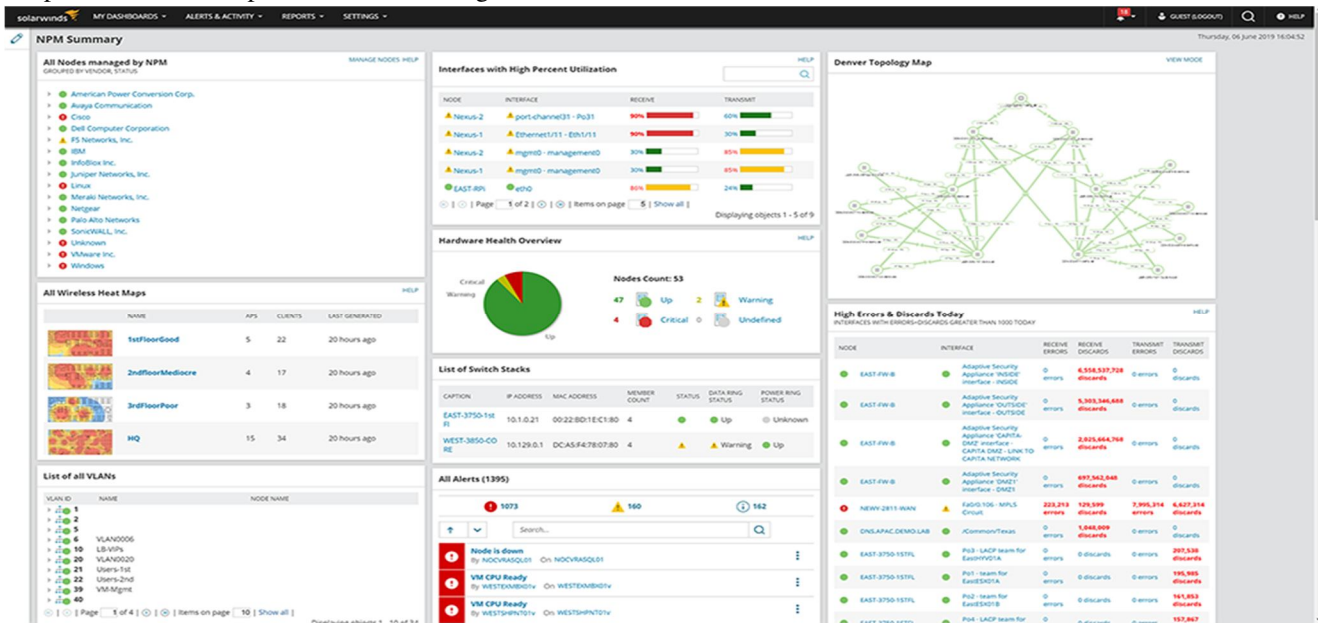 solarwinds MY DASHBOARDS ALERTS & ACTIVITY REPORTS SETTINGS 18 GUEST (LOGOUT) HELP
NPM Summary
Thursday, 06 June 2019 16:04:52
All Nodes managed by NPM MANAGE NODES HELP
GROUPED BY VENDOR, STATUS
American Power Conversion Corp.
Avaya Communication
Cisco
Dell Computer Corporation
F5 Networks, Inc.
IBM
InfoBlox Inc.
Juniper Networks, Inc.
Linux
Meraki Networks, Inc.
Netgear
Palo Alto Networks
SonicWALL, Inc.
Unknown
VMware Inc.
Windows
All Wireless Heat Maps HELP
NAME APS CLIENTS LAST GENERATED
1stFloorGood 5 22 20 hours ago
2ndfloorMediocre 4 17 20 hours ago
3rdFloorPoor 3 18 20 hours ago
HQ 15 34 20 hours ago
List of all VLANs
VLAN ID NAME NODE NAME
1
2
5
6 VLAN0006
10 LB-VIPs
20 VLAN0020
21 Users-1st
22 Users-2nd
39 VM-Mgmt
40
Page 1 of 4 | Items on page 10 | Show all |
Displaying objects 1 - 10 of 34
Interfaces with High Percent Utilization HELP
NODE INTERFACE RECEIVE TRANSMIT
Nexus-2 port-channel31 - Po31 90% 60%
Nexus-1 Ethernet1/11 - Eth1/11 90% 30%
Nexus-2 mgmt0 - management0 30% 85%
Nexus-1 mgmt0 - management0 30% 85%
EAST-RPi eth0 80% 24%
Page 1 of 2 | Items on page 5 | Show all |
Displaying objects 1 - 5 of 9
Hardware Health Overview HELP
Critical
Warning
Up
Nodes Count: 53
47 Up 2 Warning
4 Critical 0 Undefined
List of Switch Stacks
CAPTION IP ADDRESS MAC ADDRESS MEMBER COUNT STATUS DATA RING STATUS POWER RING STATUS
EAST-3750-1st Fl 10.1.0.21 00:22:BD:1E:C1:80 4 Up Unknown
WEST-3850-CORE 10.129.0.1 DC:A5:F4:78:07:80 4 Warning Up
All Alerts (1395)
1073 160 162
Search...
Node is down
By NOCVRASQL01 On NOCVRASQL01
VM CPU Ready
By WESTEXMBX01v On WESTEXMBX01v
VM CPU Ready
By WESTSHPNT01v On WESTSHPNT01v
Denver Topology Map VIEW MODE
High Errors & Discards Today HELP
INTERFACES WITH ERRORS+DISCARDS GREATER THAN 1000 TODAY
NODE INTERFACE RECEIVE ERRORS RECEIVE DISCARDS TRANSMIT ERRORS TRANSMIT DISCARDS
EAST-FW-B Adaptive Security Appliance 'INSIDE' interface - INSIDE 0 errors 6,558,537,728 discards 0 errors 0 discards
EAST-FW-B Adaptive Security Appliance 'OUTSIDE' interface - OUTSIDE 0 errors 5,303,346,688 discards 0 errors 0 discards
EAST-FW-B Adaptive Security Appliance 'CAPITA-DMZ' interface - CAPITA DMZ - LINK TO CAPITA NETWORK 0 errors 2,025,664,768 discards 0 errors 0 discards
EAST-FW-B Adaptive Security Appliance 'DMZ1' interface - DMZ1 0 errors 697,562,848 discards 0 errors 0 discards
NEWY-2811-WAN Fa0/0.106 - MPLS Circuit 223,213 errors 129,599 discards 7,995,314 errors 6,627,314 discards
DNS.APAC.DEMO.LAB /Common/Texas 0 errors 1,048,009 discards 0 errors 0 discards
EAST-3750-1STFL Po3 - LACP team for EastHYV01A 0 errors 0 discards 0 errors 207,538 discards
EAST-3750-1STFL Po1 - team for EastESX01A 0 errors 0 discards 0 errors 195,985 discards
EAST-3750-1STFL Po2 - team for EastESX01B 0 errors 0 discards 0 errors 161,853 discards
EAST-3750-1STFL Po4 - LACP team for 0 0 discards 0 errors 157,867